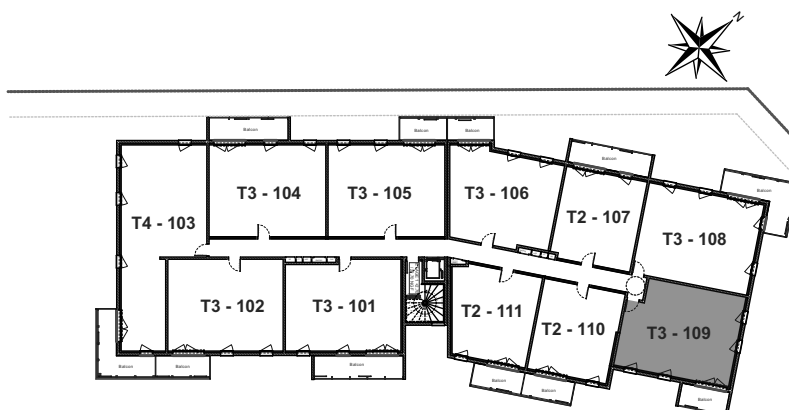 N
Balcon
Balcon
Balcon
Balcon
Balcon
T3 - 104
T3 - 105
T3 - 106
T2 - 107
T3 - 108
T4 - 103
T3 - 102
T3 - 101
T2 - 111
T2 - 110
T3 - 109
Balcon
Balcon
Balcon
Balcon
Balcon
Balcon